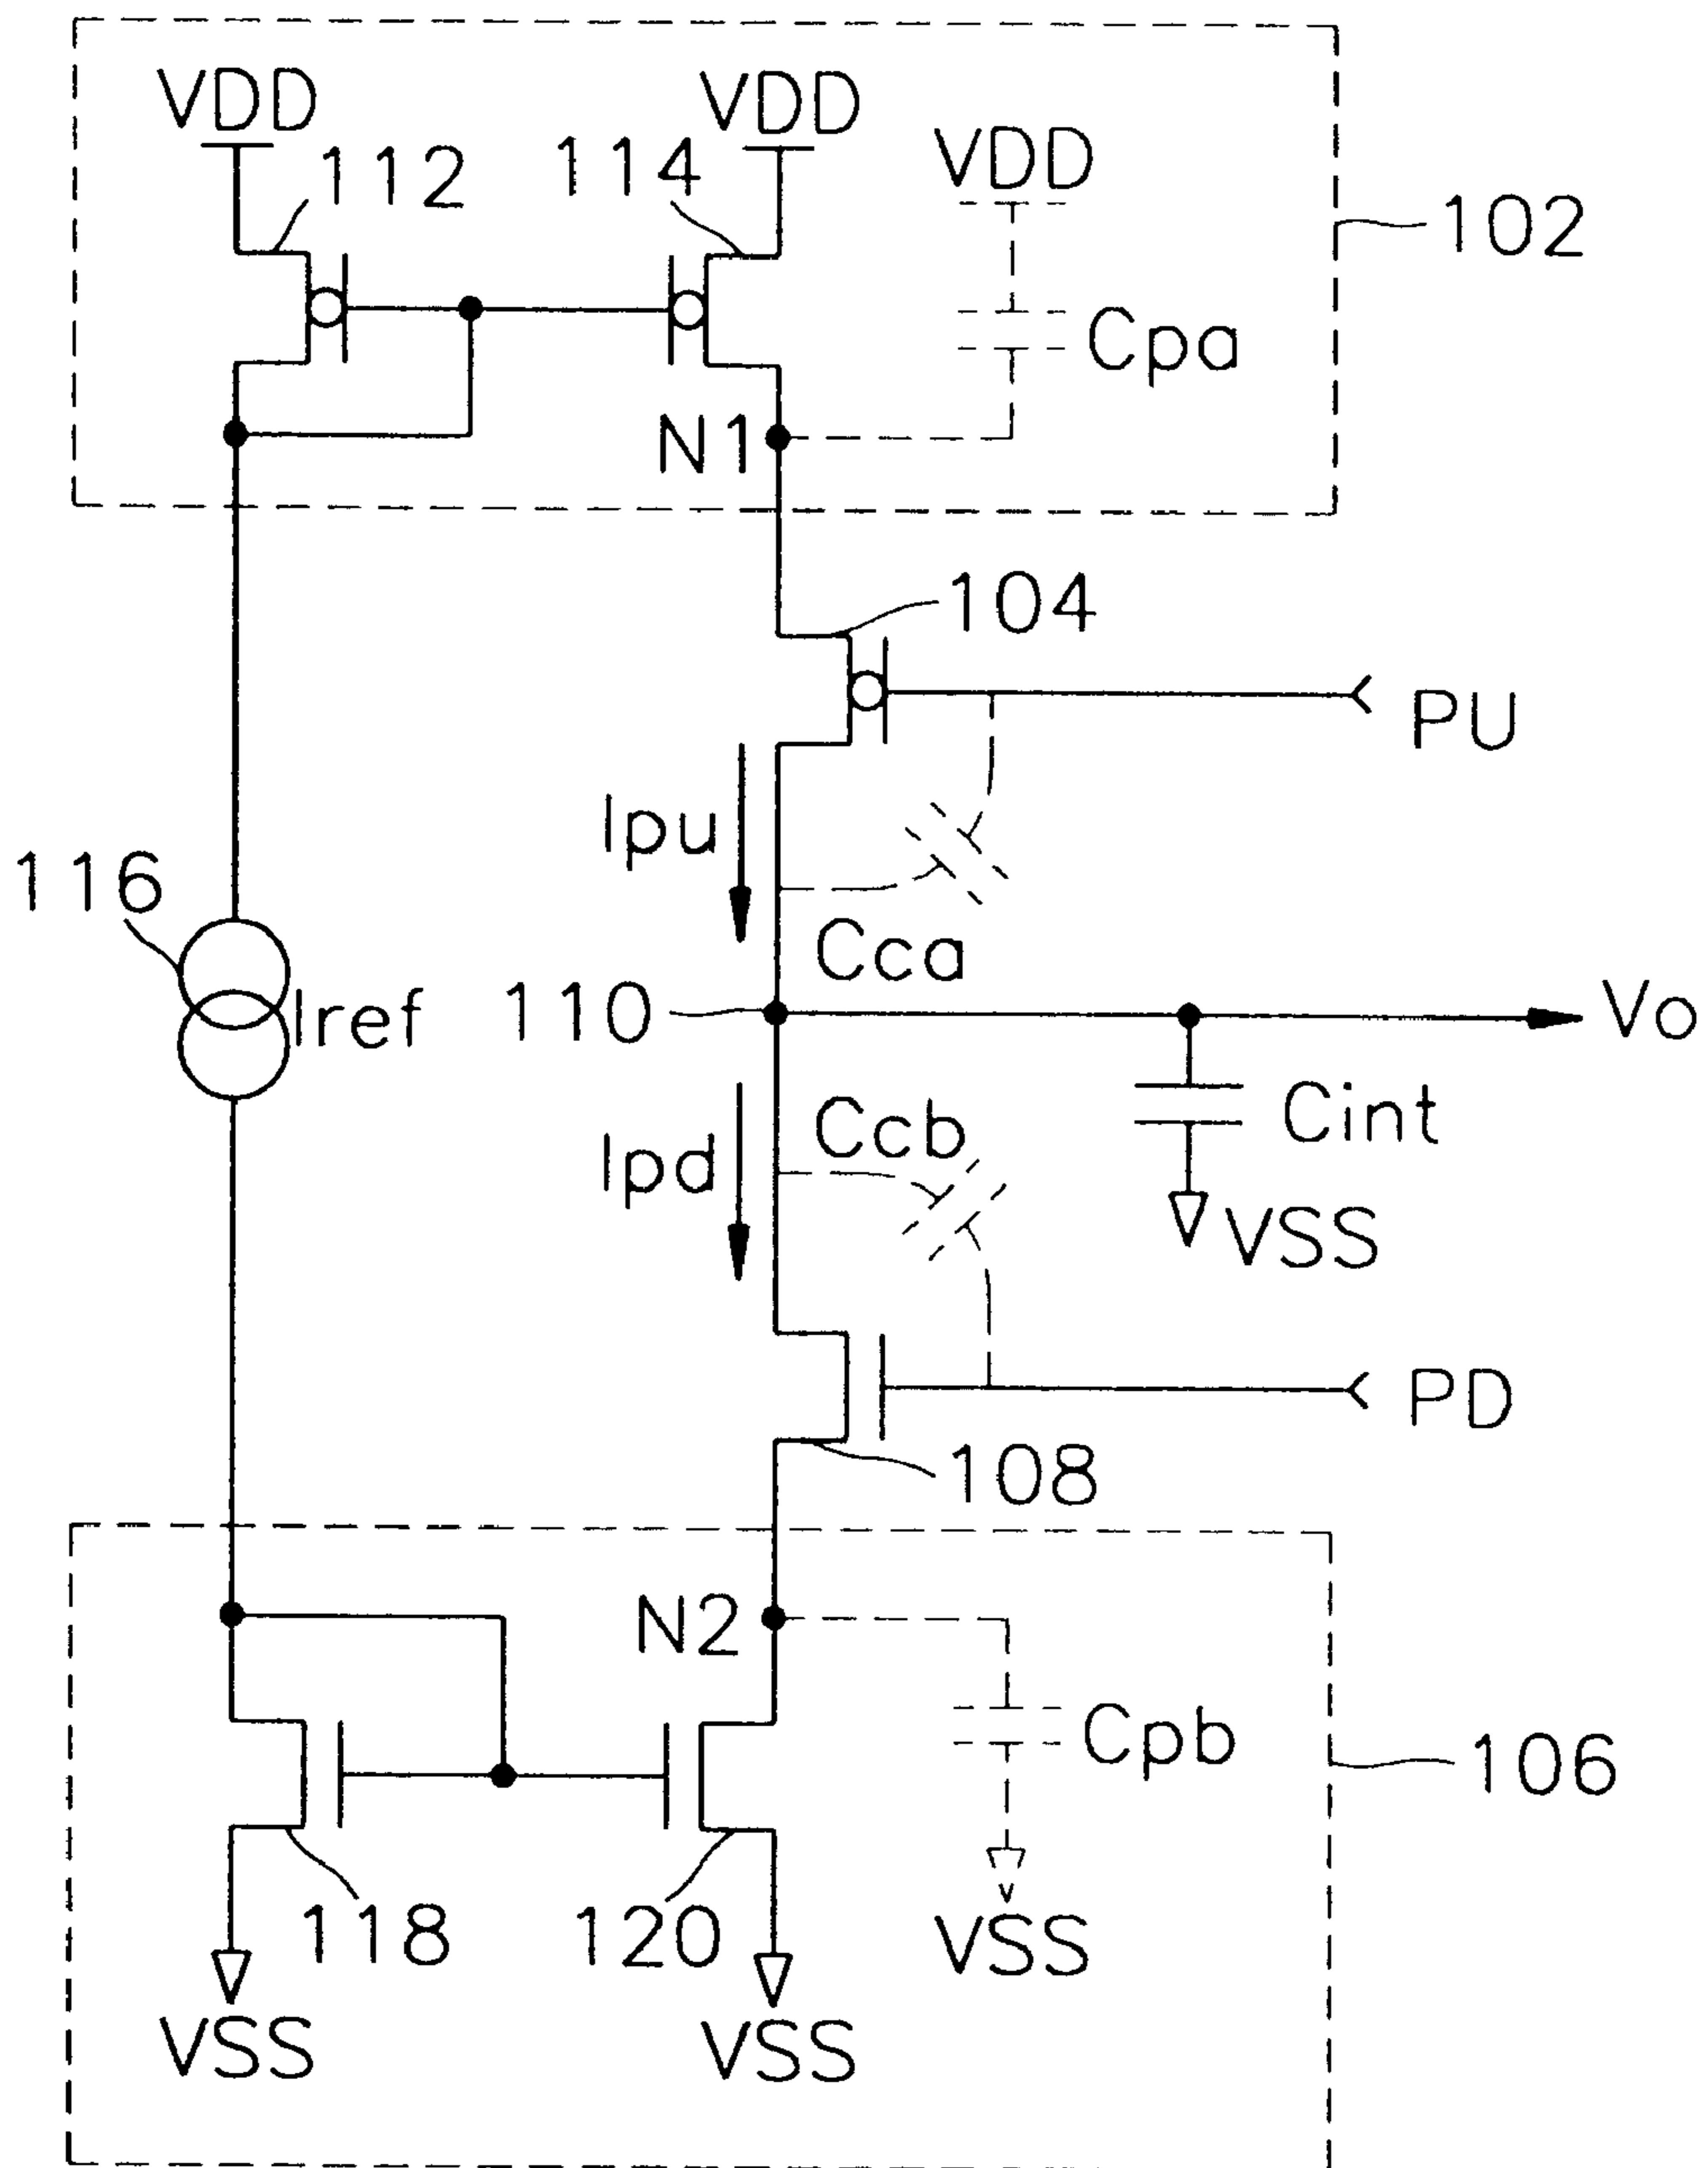 VDD
VDD
VDD
112
114
102
Cpa
N1
104
PU
Ipu
116
Cca
Iref
110
Vo
Ccb
Cint
Ipd
VSS
PD
108
N2
Cpb
106
118
120
VSS
VSS
VSS